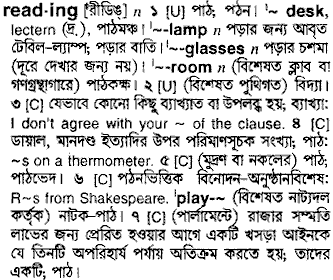 read-ing [রীডিঙ্] n ১ [U] পাঠ; পঠন। ˈ~ desk,
lectern (দ্র.), পাঠমঞ্চ। ˈ~-lamp n পড়ার জন্য আবৃত
টেবিল-ল্যাম্প; পড়ার বাতি। ˈ~-glasses n পড়ার চশমা
(দূরে দেখার জন্য নয়)। ˈ~-room n (বিশেষত ক্লাব বা
গণগ্রন্থাগারে) পাঠকক্ষ। ২ [U] (বিশেষত পুথিগত) বিদ্যা।
৩ [C] যেভাবে কোনো কিছু ব্যাখ্যাত বা উপলব্ধ হয়; ব্যাখ্যা:
I don't agree with your ~ of the clause. ৪ [C]
ডায়াল, মানদণ্ড ইত্যাদির উপর পরিমাণসূচক সংখ্যা; পাঠ:
~s on a thermometer. ৫ [C] (মুদ্রণ বা নকলের) পাঠ;
পাঠভেদ। ৬ [C] পঠনভিত্তিক বিনোদন-অনুষ্ঠানবিশেষ:
R~s from Shakespeare. ˈplay-~ (বিশেষত নাট্যদল
কর্তৃক) নাটক-পাঠ। ৭ [C] (পার্লামেন্টে) রাজার সম্মতি
লাভের জন্য প্রেরিত হওয়ার আগে একটি খসড়া আইনকে
যে তিনটি অপরিহার্য পর্যায় অতিক্রম করতে হয়; তাদের
একটি; পাঠ।